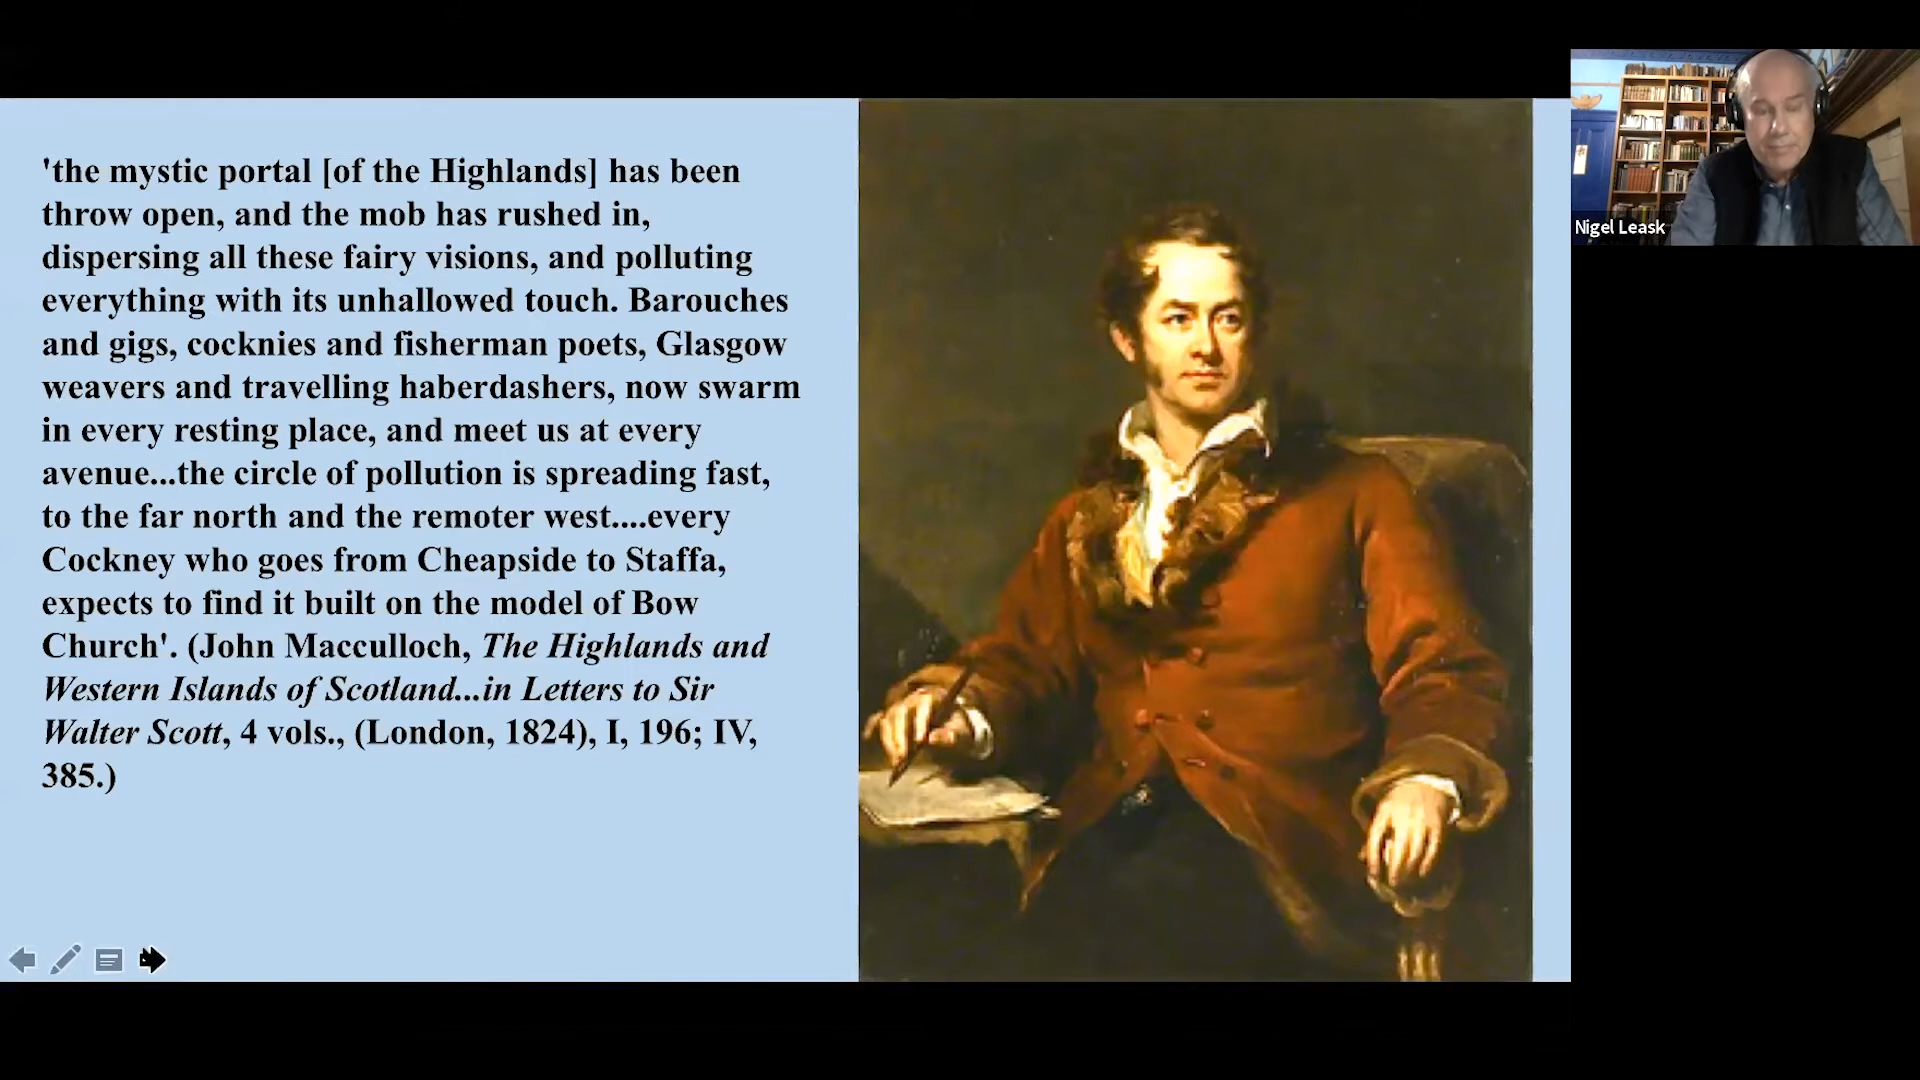 'the mystic portal [of the Highlands] has been
throw open, and the mob has rushed in,
dispersing all these fairy visions, and polluting
everything with its unhallowed touch. Barouches
and gigs, cocknies and fisherman poets, Glasgow
weavers and travelling haberdashers, now swarm
in every resting place, and meet us at every
avenue...the circle of pollution is spreading fast,
to the far north and the remoter west....every
Cockney who goes from Cheapside to Staffa,
expects to find it built on the model of Bow
Church'. (John Macculloch, The Highlands and
Western Islands of Scotland...in Letters to Sir
Walter Scott, 4 vols., (London, 1824), I, 196; IV,
385.)
Nigel Leask